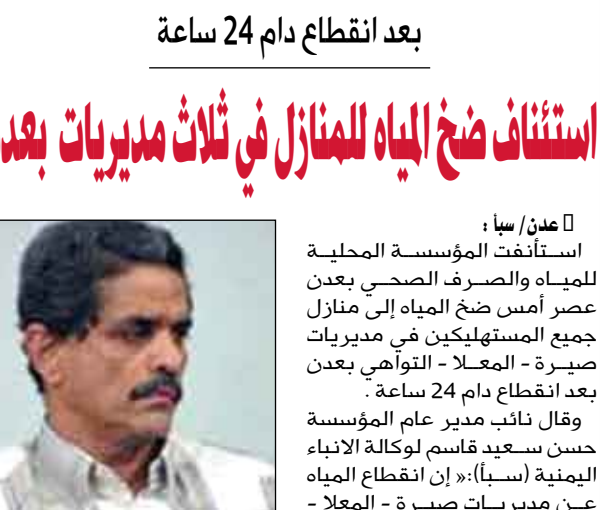 بعد انقطاع دام 24 ساعة
استئناف ضخ المياه للمنازل في ثلاث مديريات بعد
عدن/ سبأ :
استأنفت المؤسسة المحلية
للمياه والصرف الصحي بعدن
عصر أمس ضخ المياه إلى منازل
جميع المستهليكين في مديريات
صيرة - المعلا - التواهي بعدن
بعد انقطاع دام 24 ساعة .
وقال نائب مدير عام المؤسسة
حسن سعيد قاسم لوكالة الانباء
اليمنية (سبأ):« إن انقطاع المياه
عن مديريات صيرة - المعلا -